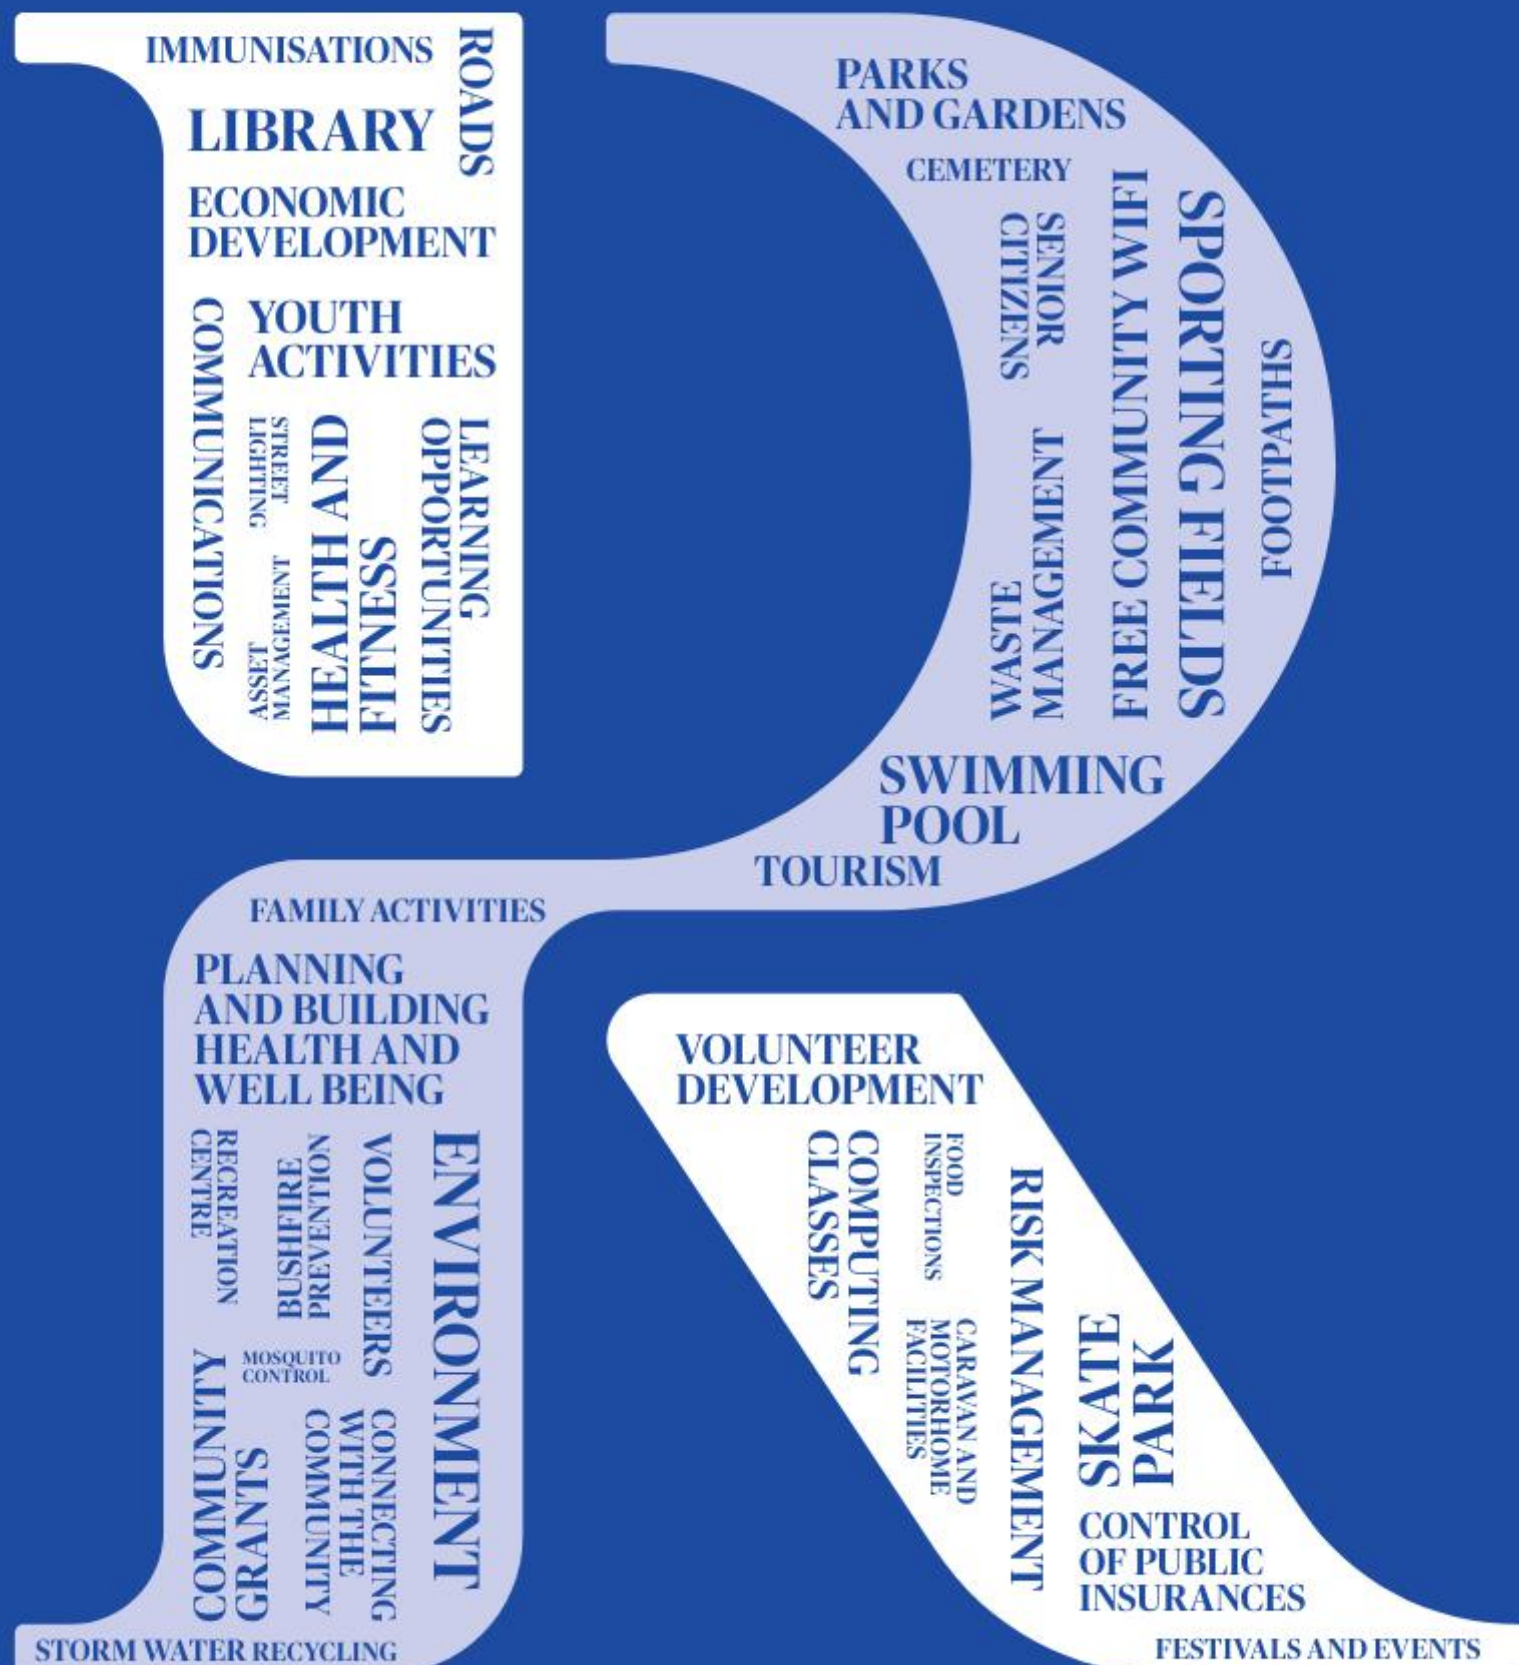 IMMUNISATIONS
ROADS
LIBRARY
ECONOMIC
DEVELOPMENT
COMMUNICATIONS
YOUTH
ACTIVITIES
STREET
LIGHTING
ASSET
MANAGEMENT
HEALTH AND
FITNESS
LEARNING
OPPORTUNITIES
PARKS
AND GARDENS
CEMETERY
SENIOR
CITIZENS
WASTE
MANAGEMENT
FREE COMMUNITY WIFI
SPORTING FIELDS
FOOTPATHS
SWIMMING
POOL
TOURISM
FAMILY ACTIVITIES
PLANNING
AND BUILDING
HEALTH AND
WELL BEING
RECREATION
CENTRE
BUSHFIRE
PREVENTION
VOLUNTEERS
ENVIRONMENT
MOSQUITO
CONTROL
COMMUNITY
GRANTS
CONNECTING
WITH THE
COMMUNITY
STORM WATER RECYCLING
VOLUNTEER
DEVELOPMENT
COMPUTING
CLASSES
FOOD
INSPECTIONS
CARAVAN AND
MOTORHOME
FACILITIES
RISK MANAGEMENT
SKATE
PARK
CONTROL
OF PUBLIC
INSURANCES
FESTIVALS AND EVENTS